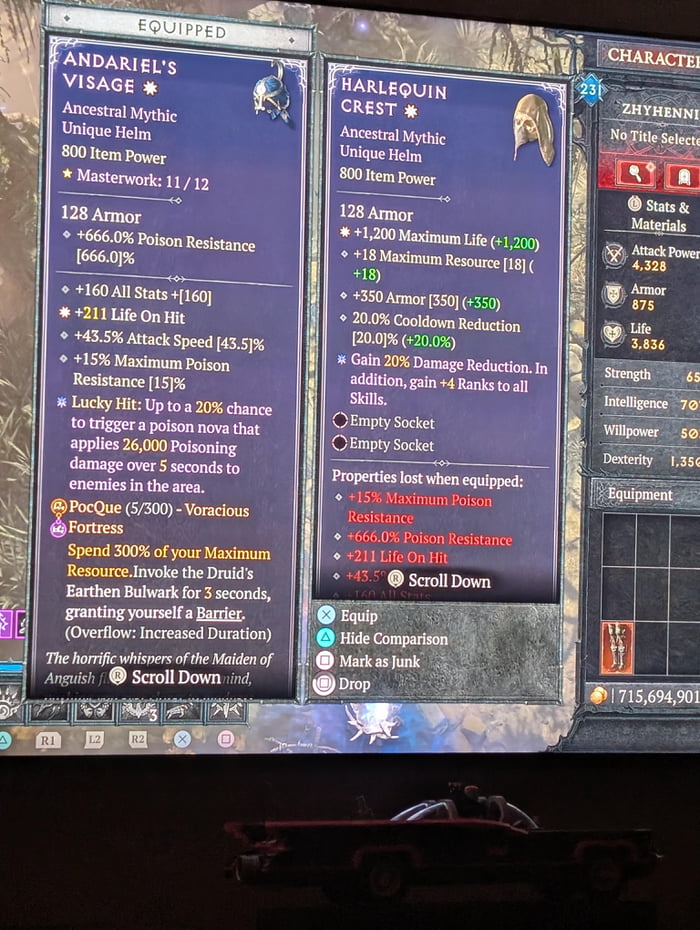 EQUIPPED
ANDARIEL'S
VISAGE
Ancestral Mythic
Unique Helm
800 Item Power
Masterwork: 11 / 12
128 Armor
+666.0% Poison Resistance
[666.0]%
+160 All Stats +[160]
+211 Life On Hit
+43.5% Attack Speed [43.5]%
+15% Maximum Poison
Resistance [15]%
Lucky Hit: Up to a 20% chance
to trigger a poison nova that
applies 26,000 Poisoning
damage over 5 seconds to
enemies in the area.
PocQue (5/300) - Voracious
Fortress
Spend 300% of your Maximum
Resource.Invoke the Druid's
Earthen Bulwark for 3 seconds,
granting yourself a Barrier.
(Overflow: Increased Duration)
The horrific whispers of the Maiden of
Anguish
Scroll Down
mind,
HARLEQUIN
CREST
Ancestral Mythic
Unique Helm
800 Item Power
128 Armor
+1,200 Maximum Life (+1,200)
+18 Maximum Resource [18] (
+18)
+350 Armor [350] (+350)
20.0% Cooldown Reduction
[20.0]% (+20.0%)
Gain 20% Damage Reduction. In
addition, gain +4 Ranks to all
Skills.
Empty Socket
Empty Socket
Properties lost when equipped:
+15% Maximum Poison
Resistance
+666.0% Poison Resistance
+211 Life On Hit
+43.5
R Scroll Down
+160 All Stats
Equip
Hide Comparison
Mark as Junk
R Drop
231
CHARACTER
ZHYHENNI
No Title Selecte
L Stats &
Materials
Attack Power
4,328
Armor
875
Life
3,836
Strength 65
Intelligence 70
Willpower 50
Dexterity 1,350
Equipment
715,694,901
3
R1
L2
R2